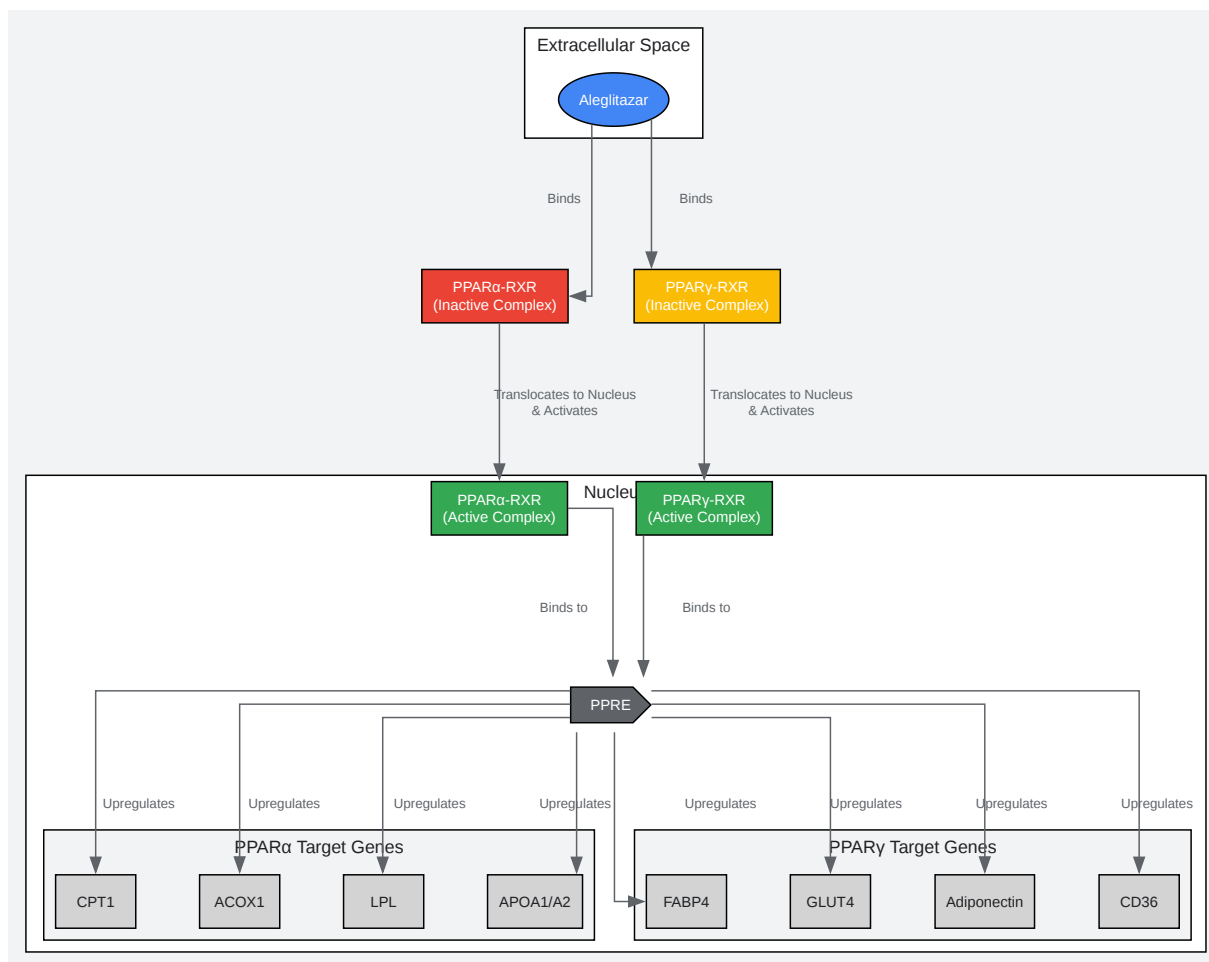 Extracellular Space
Aleglitazar
Binds
Binds
PPARα-RXR
(Inactive Complex)
PPARγ-RXR
(Inactive Complex)
Translocates to Nucleus
& Activates
Translocates to Nucleus
& Activates
Nucleu
PPARα-RXR
(Active Complex)
PPARγ-RXR
(Active Complex)
Binds to
Binds to
PPRE
Upregulates
Upregulates
Upregulates
Upregulates
Upregulates
Upregulates
Upregulates
Upregulates
PPARα Target Genes
PPARγ Target Genes
CPT1
ACOX1
LPL
APOA1/A2
FABP4
GLUT4
Adiponectin
CD36